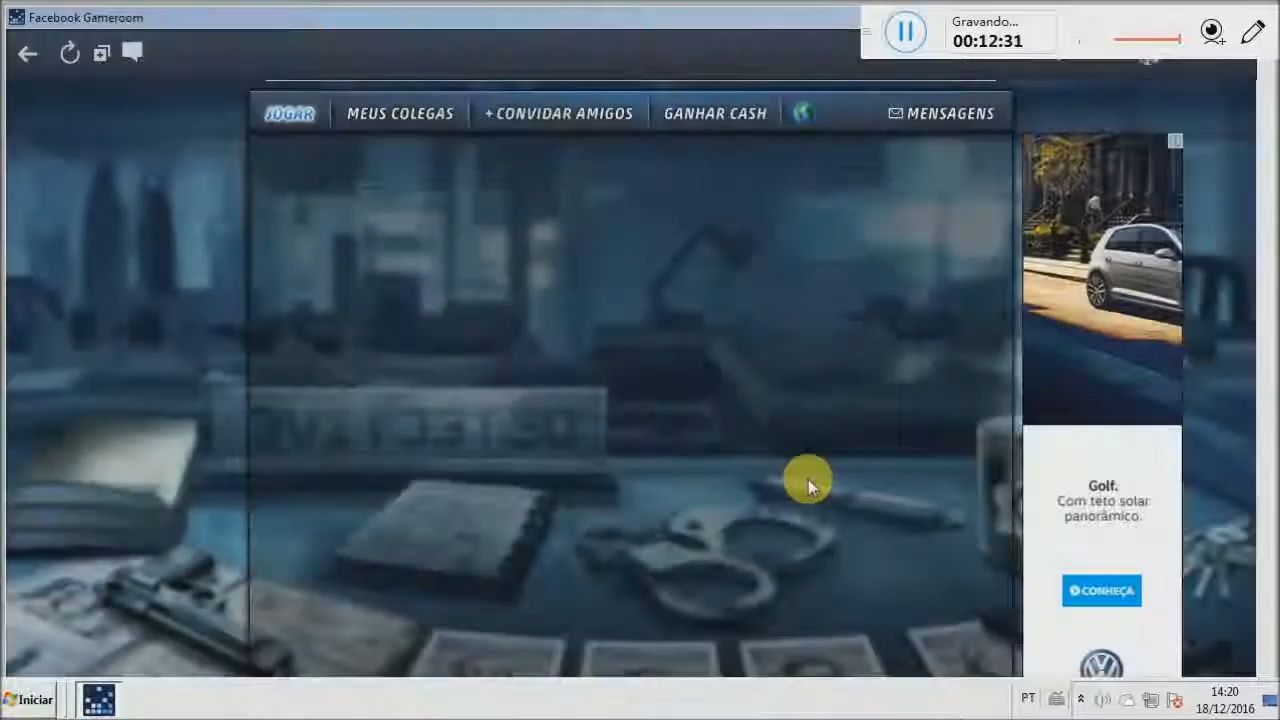 Facebook Gameroom
Gravando...
00:12:31
JOGAR
MEUS COLEGAS
+CONVIDAR AMIGOS
GANHAR CASH
MENSAGENS
DETECTIVE
Golf.
Com teto solar
panorâmico.
CONHEÇA
Iniciar
PT
14:20
18/12/2016